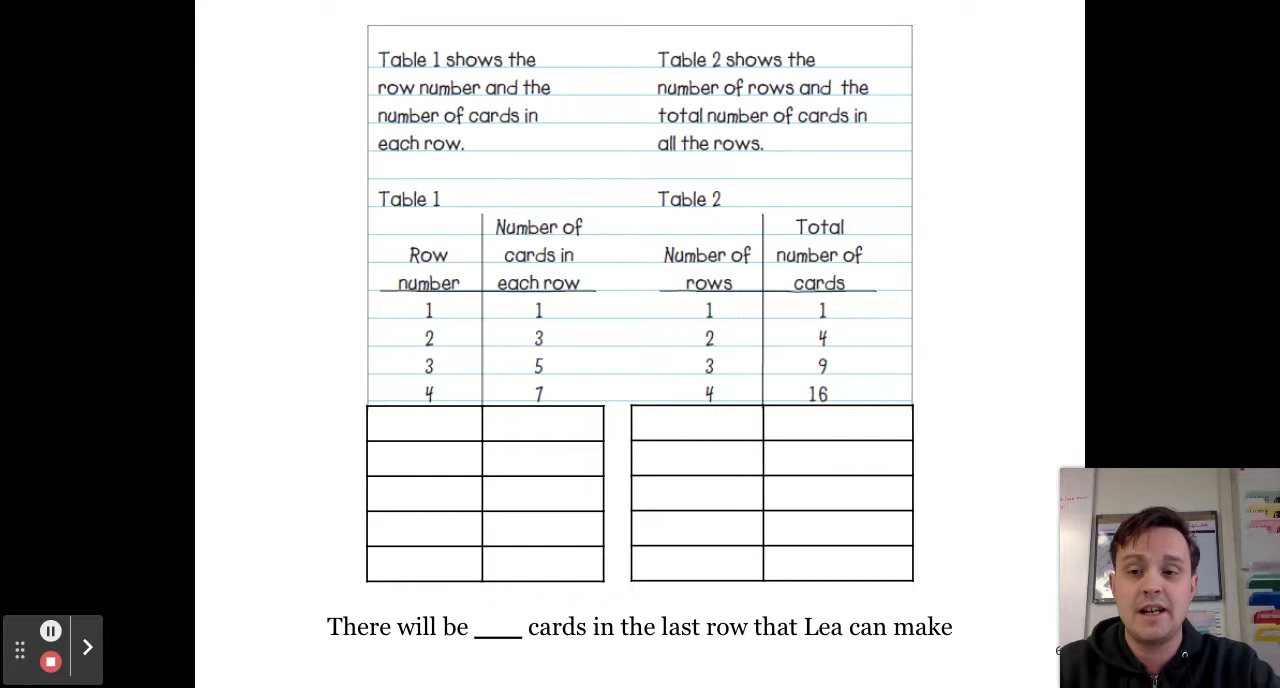 Table 1 shows the
row number and the
number of cards in
each row.
Table 2 shows the
number of rows and the
total number of cards in
all the rows.
Table 1
Row number | Number of cards in each row
1 | 1
2 | 3
3 | 5
4 | 7
Table 2
Number of rows | Total number of cards
1 | 1
2 | 4
3 | 9
4 | 16
There will be ___ cards in the last row that Lea can make